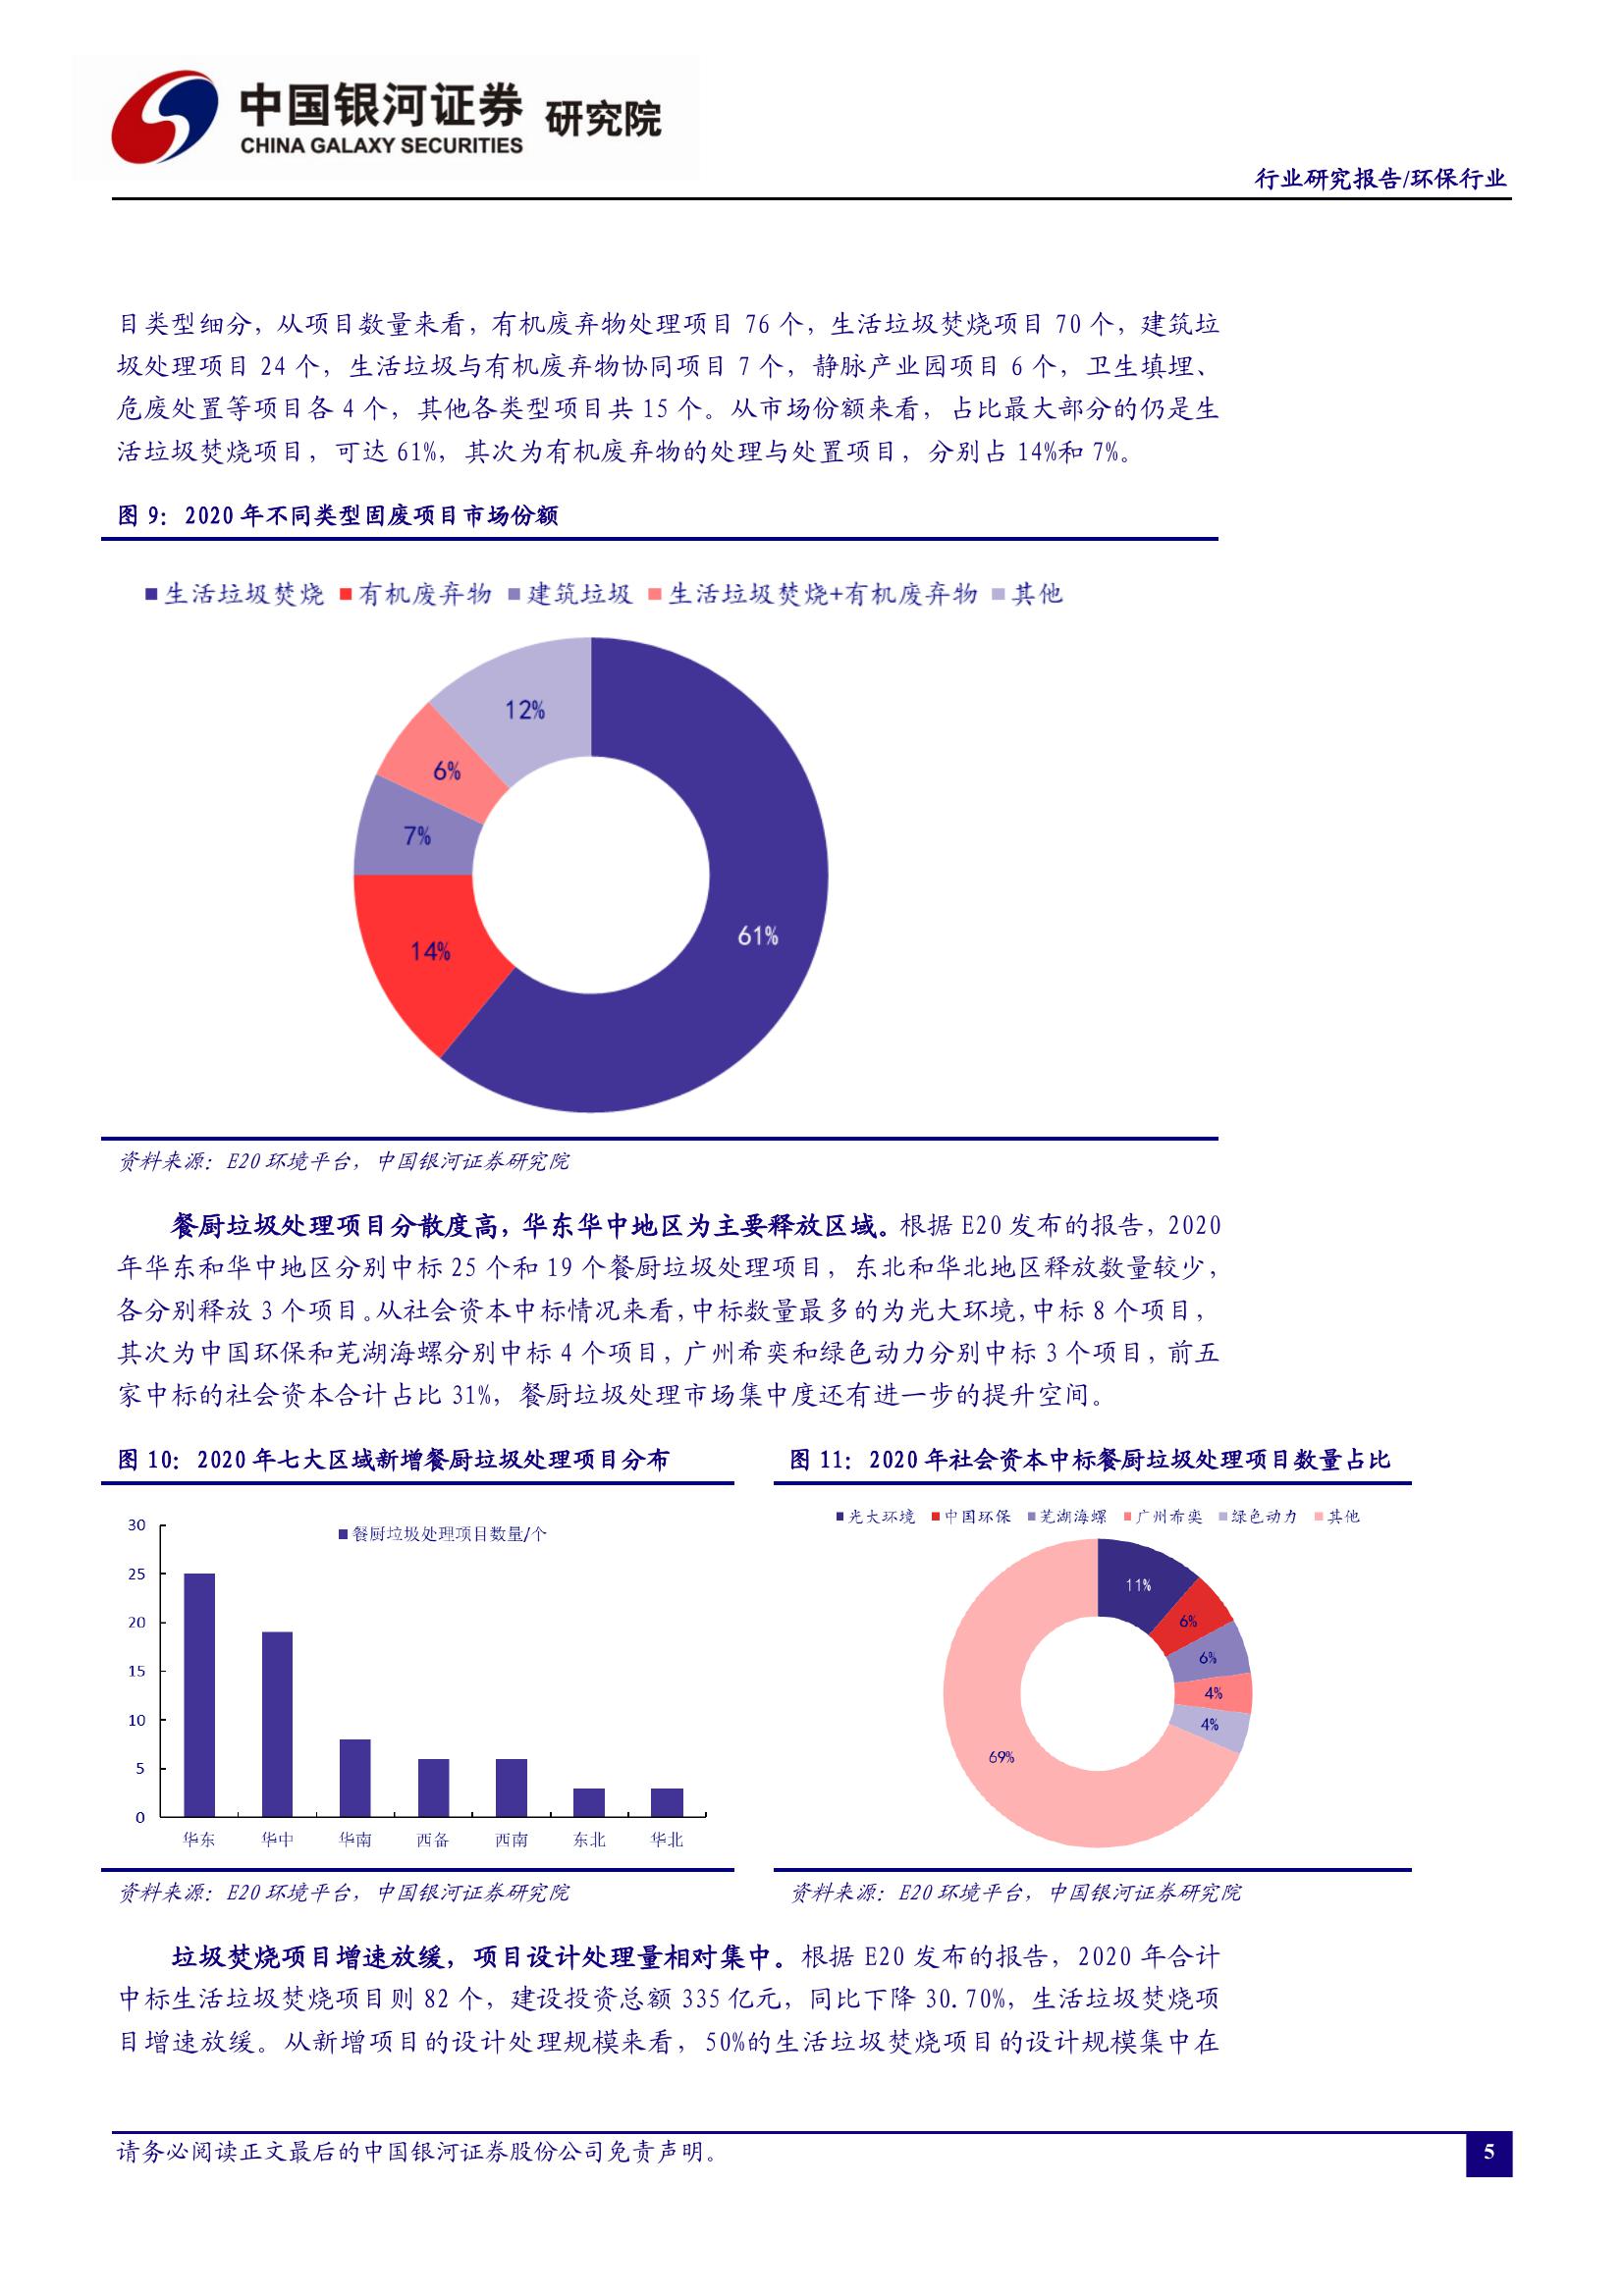 中国银河证券 研究院
CHINA GALAXY SECURITIES
行业研究报告/环保行业
目类型细分，从项目数量来看，有机废弃物处理项目 76 个，生活垃圾焚烧项目 70 个，建筑垃
圾处理项目 24 个，生活垃圾与有机废弃物协同项目 7 个，静脉产业园项目 6 个，卫生填埋、
危废处置等项目各 4 个，其他各类型项目共 15 个。从市场份额来看，占比最大部分的仍是生
活垃圾焚烧项目，可达 61%，其次为有机废弃物的处理与处置项目，分别占 14%和 7%。
图 9：2020 年不同类型固废项目市场份额
生活垃圾焚烧 有机废弃物 建筑垃圾 生活垃圾焚烧+有机废弃物 其他
12%
6%
7%
61%
14%
资料来源：E20 环境平台，中国银河证券研究院
餐厨垃圾处理项目分散度高，华东华中地区为主要释放区域。根据 E20 发布的报告，2020
年华东和华中地区分别中标 25 个和 19 个餐厨垃圾处理项目，东北和华北地区释放数量较少，
各分别释放 3 个项目。从社会资本中标情况来看，中标数量最多的为光大环境，中标 8 个项目，
其次为中国环保和芜湖海螺分别中标 4 个项目，广州希奕和绿色动力分别中标 3 个项目，前五
家中标的社会资本合计占比 31%，餐厨垃圾处理市场集中度还有进一步的提升空间。
图 10：2020 年七大区域新增餐厨垃圾处理项目分布
餐厨垃圾处理项目数量/个
30
25
20
15
10
5
0
华东 华中 华南 西备 西南 东北 华北
资料来源：E20 环境平台，中国银河证券研究院
图 11：2020 年社会资本中标餐厨垃圾处理项目数量占比
光大环境 中国环保 芜湖海螺 广州希奕 绿色动力 其他
11%
6%
6%
4%
4%
69%
资料来源：E20 环境平台，中国银河证券研究院
垃圾焚烧项目增速放缓，项目设计处理量相对集中。根据 E20 发布的报告，2020 年合计
中标生活垃圾焚烧项目则 82 个，建设投资总额 335 亿元，同比下降 30.70%，生活垃圾焚烧项
目增速放缓。从新增项目的设计处理规模来看，50%的生活垃圾焚烧项目的设计规模集中在
请务必阅读正文最后的中国银河证券股份公司免责声明。
5